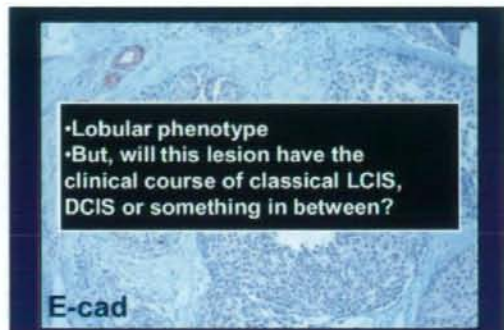 •Lobular phenotype
•But, will this lesion have the
clinical course of classical LCIS,
DCIS or something in between?
E-cad